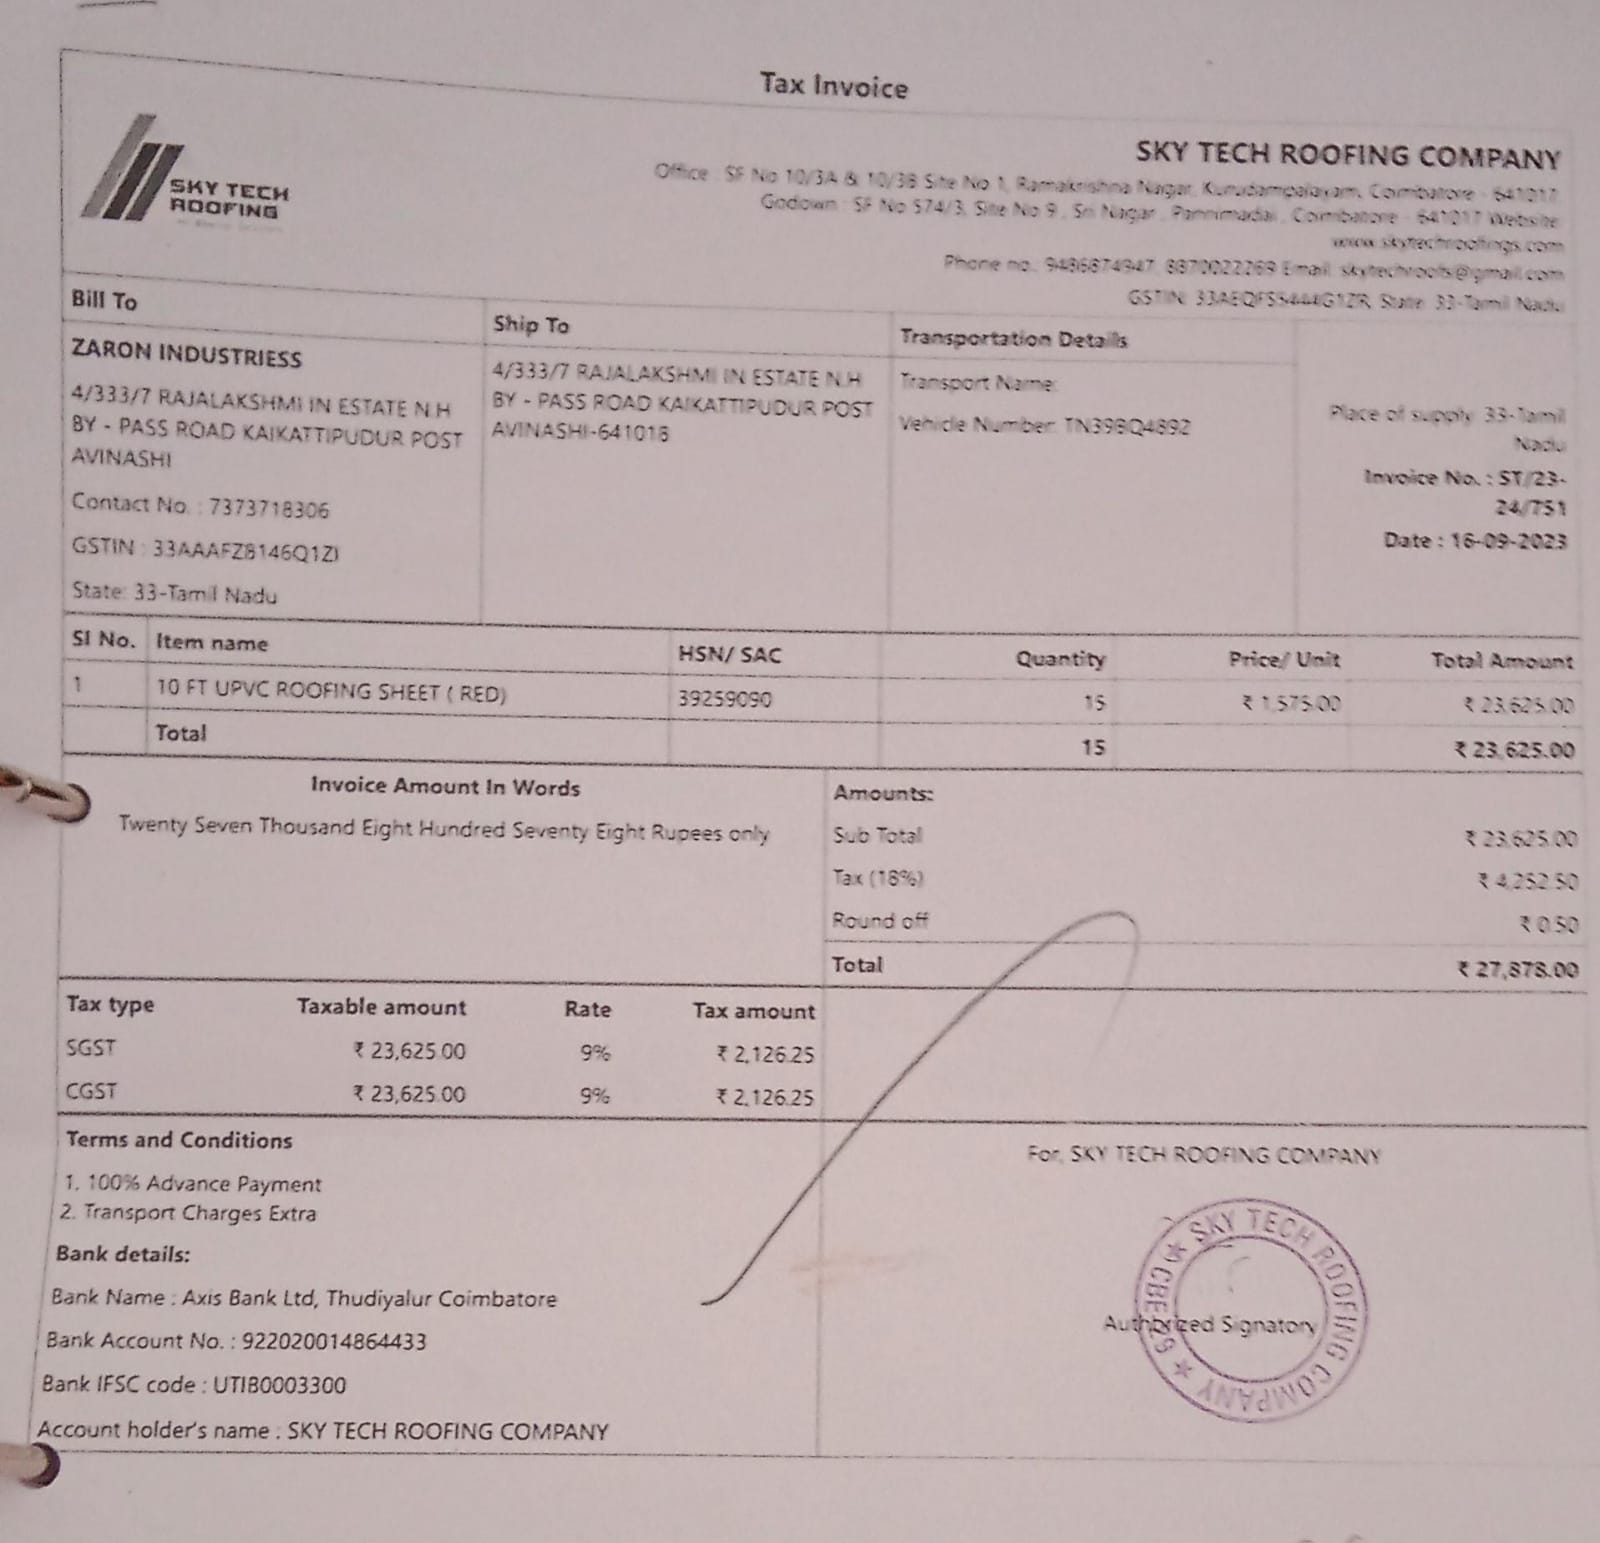 Tax Invoice
SKY TECH
ROOFING
SKY TECH ROOFING COMPANY
Office : SF No 10/3A & 10/3B Site No 1, Ramakrishna Nagar, Kurudampalayam, Coimbatore - 641017
Godown : SF No 574/3, Site No 9 , Sri Nagar , Pannimadai , Coimbatore - 641017 Website:
www.skytechroofings.com
Phone no.: 9486874947, 8870022269 Email: skytechroofs@gmail.com
GSTIN: 33AEQFS5444G1ZR, State: 33-Tamil Nadu
Bill To
ZARON INDUSTRIESS
4/333/7 RAJALAKSHMI IN ESTATE N.H
BY - PASS ROAD KAIKATTIPUDUR POST
AVINASHI
Contact No. : 7373718306
GSTIN : 33AAAFZ8146Q1ZI
State: 33-Tamil Nadu
Ship To
4/333/7 RAJALAKSHMI IN ESTATE N.H
BY - PASS ROAD KAIKATTIPUDUR POST
AVINASHI-641018
Transportation Details
Transport Name:
Vehicle Number: TN39BQ4892
Place of supply: 33-Tamil
Nadu
Invoice No. : ST/23-
24/751
Date : 16-09-2023
Sl No. Item name HSN/ SAC Quantity Price/ Unit Total Amount
1 10 FT UPVC ROOFING SHEET ( RED) 39259090 15 ₹ 1,575.00 ₹ 23,625.00
Total 15 ₹ 23,625.00
Invoice Amount In Words
Twenty Seven Thousand Eight Hundred Seventy Eight Rupees only
Amounts:
Sub Total ₹ 23,625.00
Tax (18%) ₹ 4,252.50
Round off ₹ 0.50
Total ₹ 27,878.00
Tax type Taxable amount Rate Tax amount
SGST ₹ 23,625.00 9% ₹ 2,126.25
CGST ₹ 23,625.00 9% ₹ 2,126.25
Terms and Conditions
1. 100% Advance Payment
2. Transport Charges Extra
Bank details:
Bank Name : Axis Bank Ltd, Thudiyalur Coimbatore
Bank Account No. : 922020014864433
Bank IFSC code : UTIB0003300
Account holder's name : SKY TECH ROOFING COMPANY
For, SKY TECH ROOFING COMPANY
SKY TECH ROOFING COMPANY
Authorized Signatory